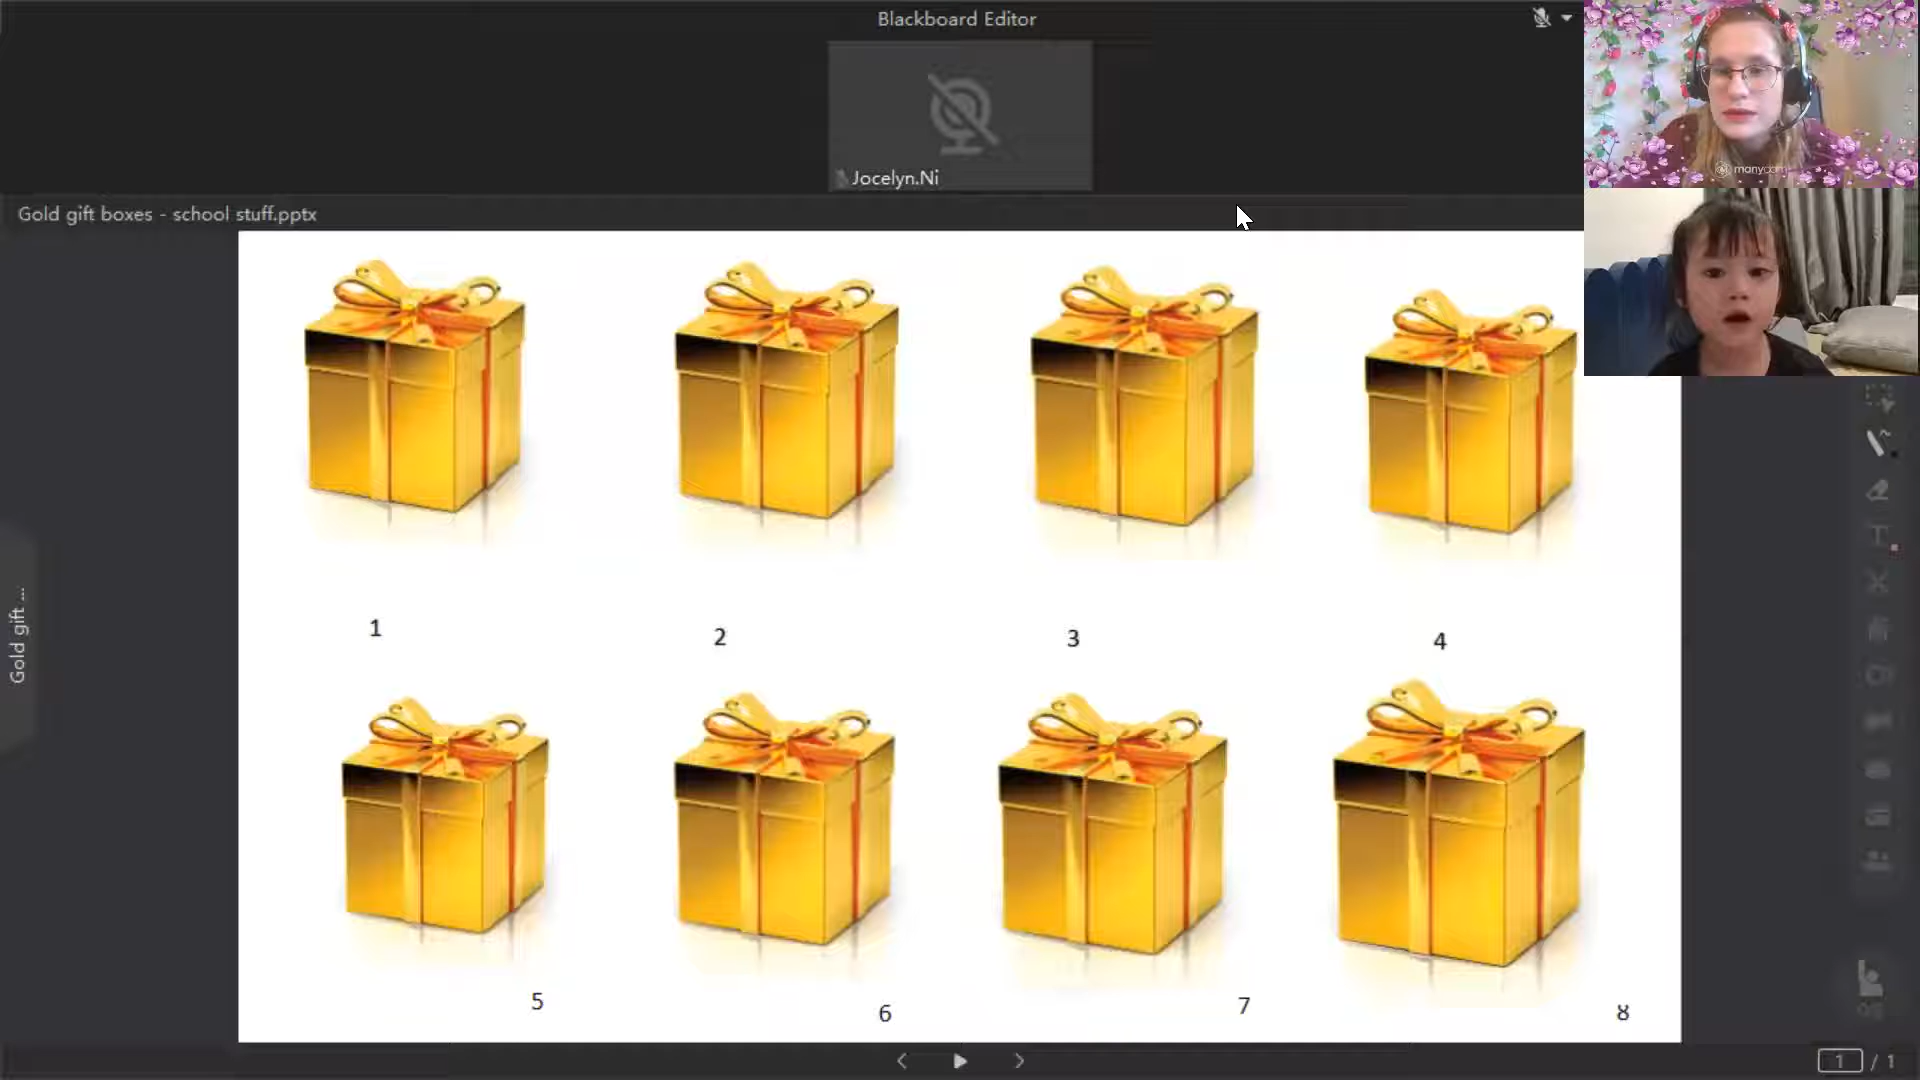 Blackboard Editor
Jocelyn.Ni
manycam
Gold gift boxes - school stuff.pptx
Gold gift ...
1
2
3
4
5
6
7
8
1 / 1